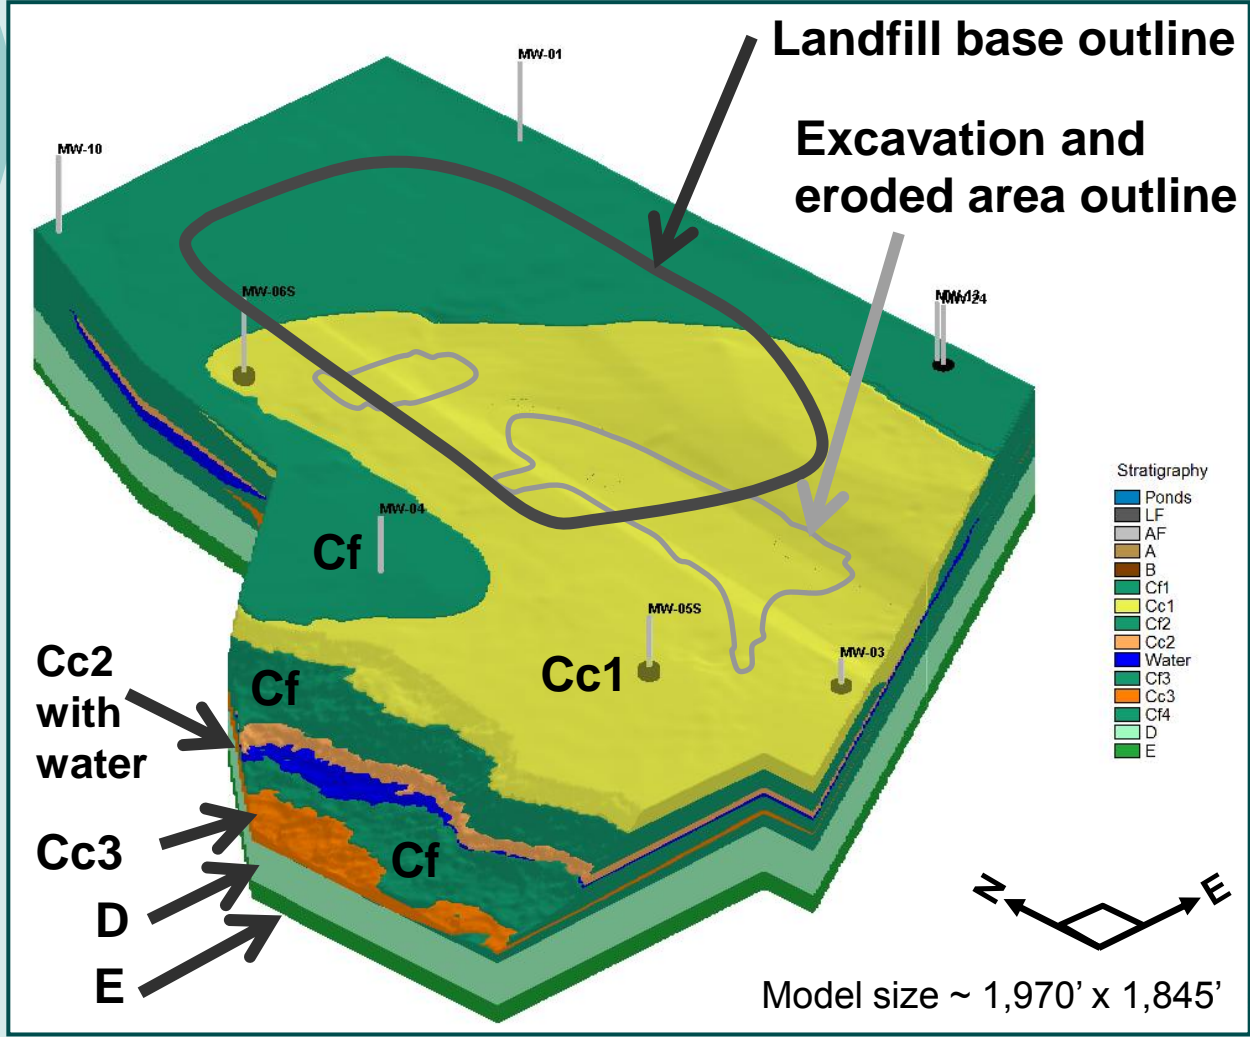 Landfill base outline
MW-01
Excavation and
eroded area outline
MW-10
MW-06S
MW-24
MW-04
Cf
Stratigraphy
Ponds
LF
AF
A
B
Cf1
Cc1
Cf2
Cc2
Water
Cf3
Cc3
Cf4
D
E
MW-05S
MW-03
Cc1
Cc2
with
water
Cf
Cc3
Cf
D
E
N
E
Model size ~ 1,970’ x 1,845’